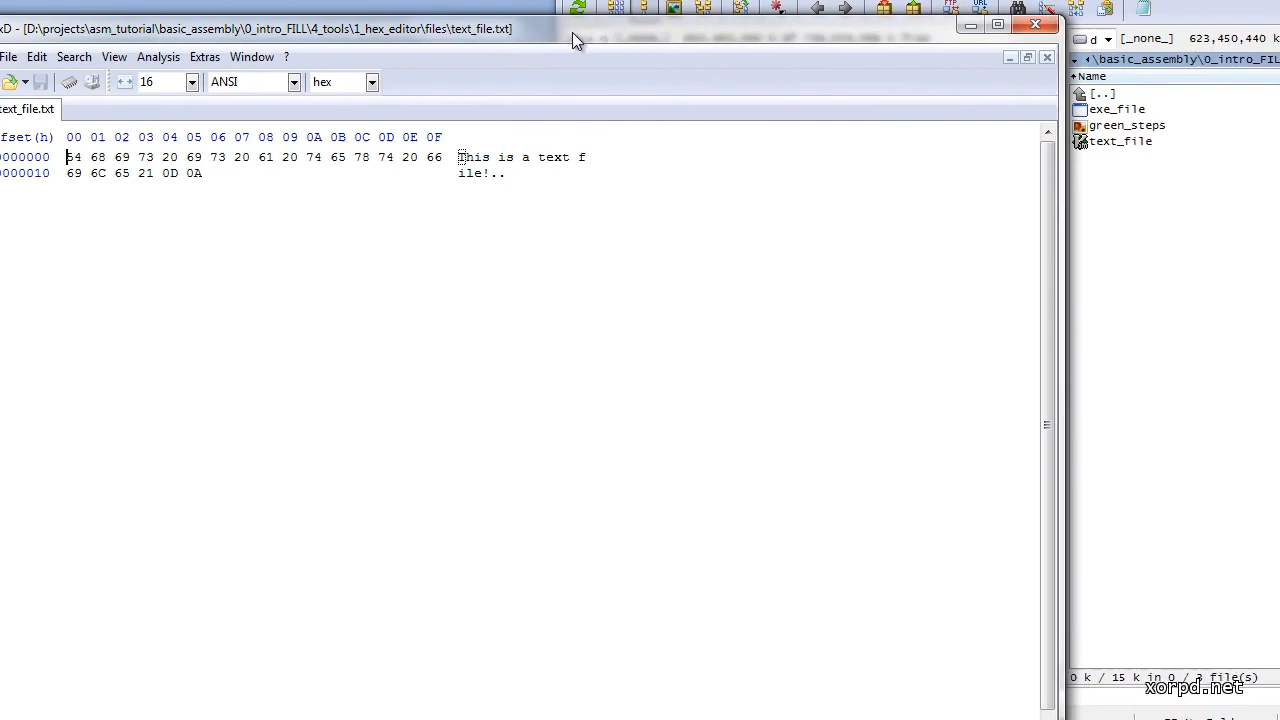 xD - [D:\projects\asm_tutorial\basic_assembly\0_intro_FILL\4_tools\1_hex_editor\files\text_file.txt]
File Edit Search View Analysis Extras Window ?
16 ANSI hex
text_file.txt
fset(h) 00 01 02 03 04 05 06 07 08 09 0A 0B 0C 0D 0E 0F
0000000 54 68 69 73 20 69 73 20 61 20 74 65 78 74 20 66 This is a text f
0000010 69 6C 65 21 0D 0A ile!..
FTP URL
d [_none_] 623,450,440 k
\basic_assembly\0_intro_FILL
Name
[..]
exe_file
green_steps
text_file
0 k / 15 k in 0 / 3 file(s)
xorpd.net